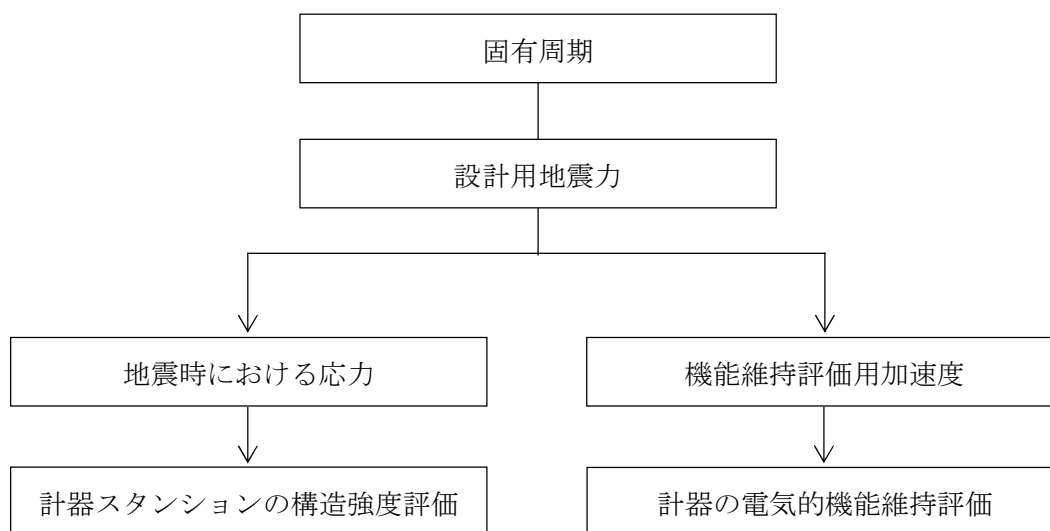 固有周期
設計用地震力
地震時における応力
機能維持評価用加速度
計器スタンションの構造強度評価
計器の電気的機能維持評価